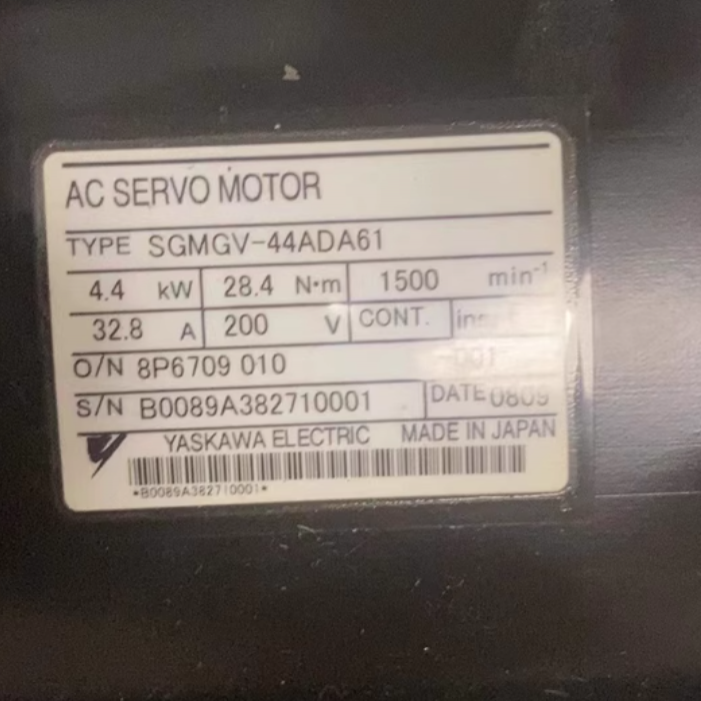 AC SERVO MOTOR
TYPE SGMGV-44ADA61
4.4 kW 28.4 N·m 1500 min⁻¹
32.8 A 200 V CONT.
O/N 8P6709 010 001
S/N B0089A382710001 DATE 0809
YASKAWA ELECTRIC MADE IN JAPAN
*B0089A382710001*